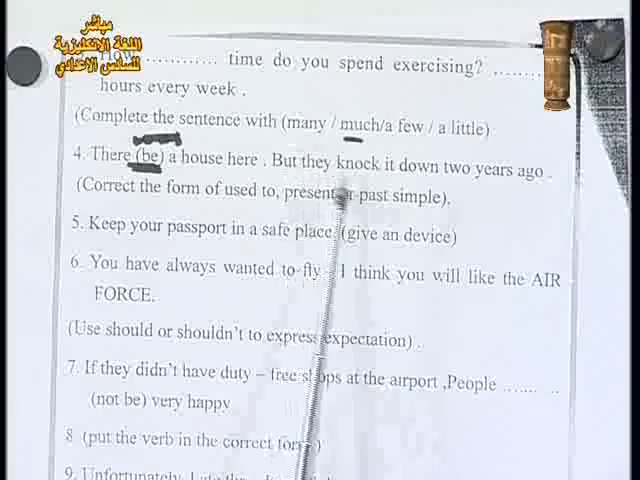 مباشر
اللغة الانكليزية
للسادس الاعدادي
............ time do you spend exercising? ........
hours every week .
(Complete the sentence with (many / much/a few / a little)
4. There (be) a house here . But they knock it down two years ago .
(Correct the form of used to, present or past simple).
5. Keep your passport in a safe place. (give an device)
6. You have always wanted to fly I think you will like the AIR
FORCE.
(Use should or shouldn't to express expectation) .
7. If they didn't have duty – free shops at the airport ,People ..........
(not be) very happy
8 (put the verb in the correct form)
9. Unfortunately, I